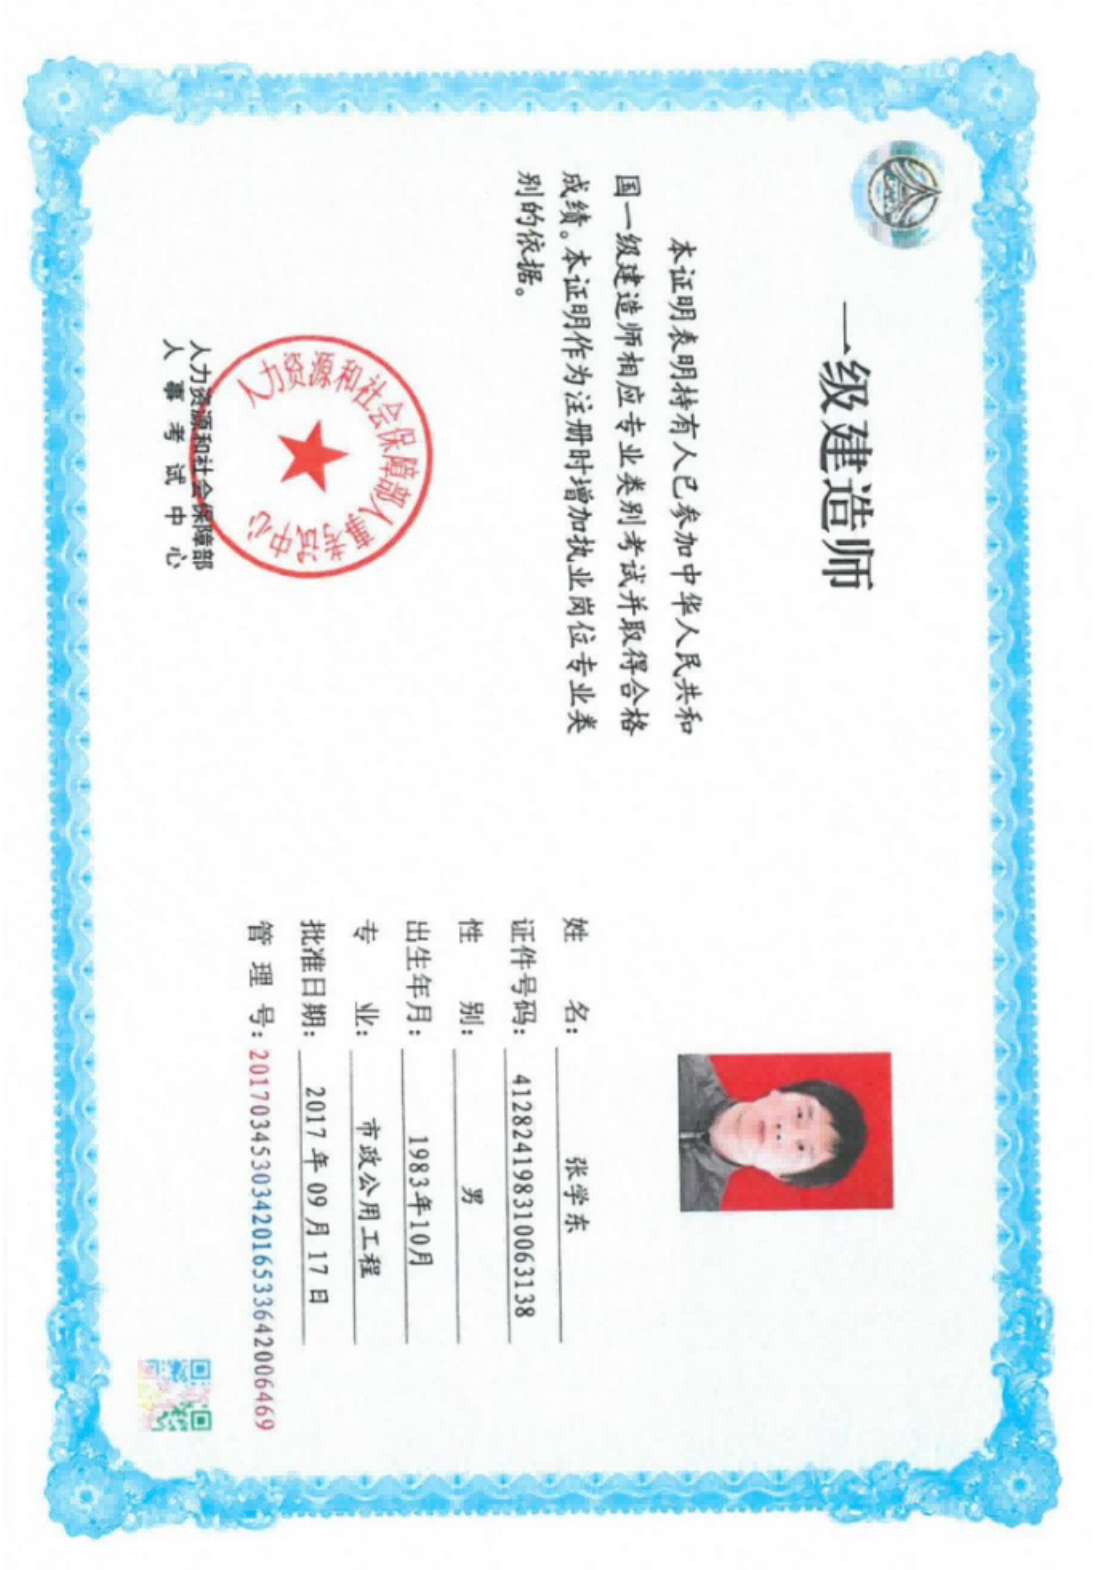 一级建造师
本证明表明持有人已参加中华人民共和
国一级建造师相应专业类别考试并取得合格
成绩。本证明作为注册时增加执业岗位专业类
别的依据。
人力资源和社会保障部人事考试中心
人力资源和社会保障部
人事考试中心
姓名：张学东
证件号码：412824198310063138
性别：男
出生年月：1983年10月
专业：市政公用工程
批准日期：2017年09月17日
管理号：2017034530342016533642006469